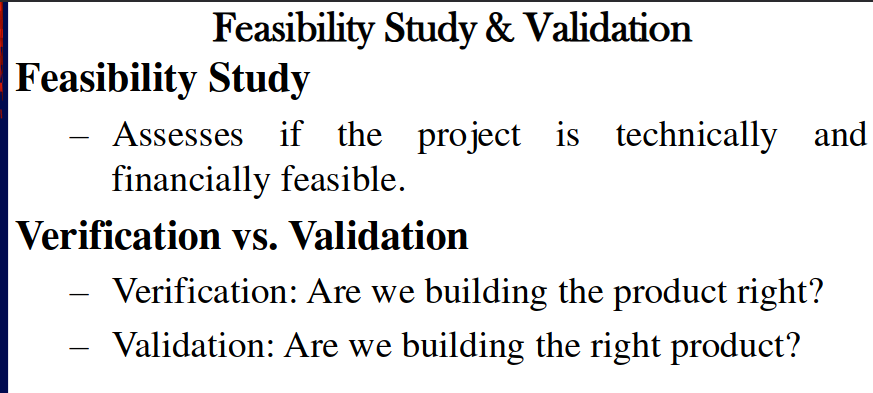 Feasibility Study & Validation
Feasibility Study
– Assesses if the project is technically and
financially feasible.
Verification vs. Validation
– Verification: Are we building the product right?
– Validation: Are we building the right product?